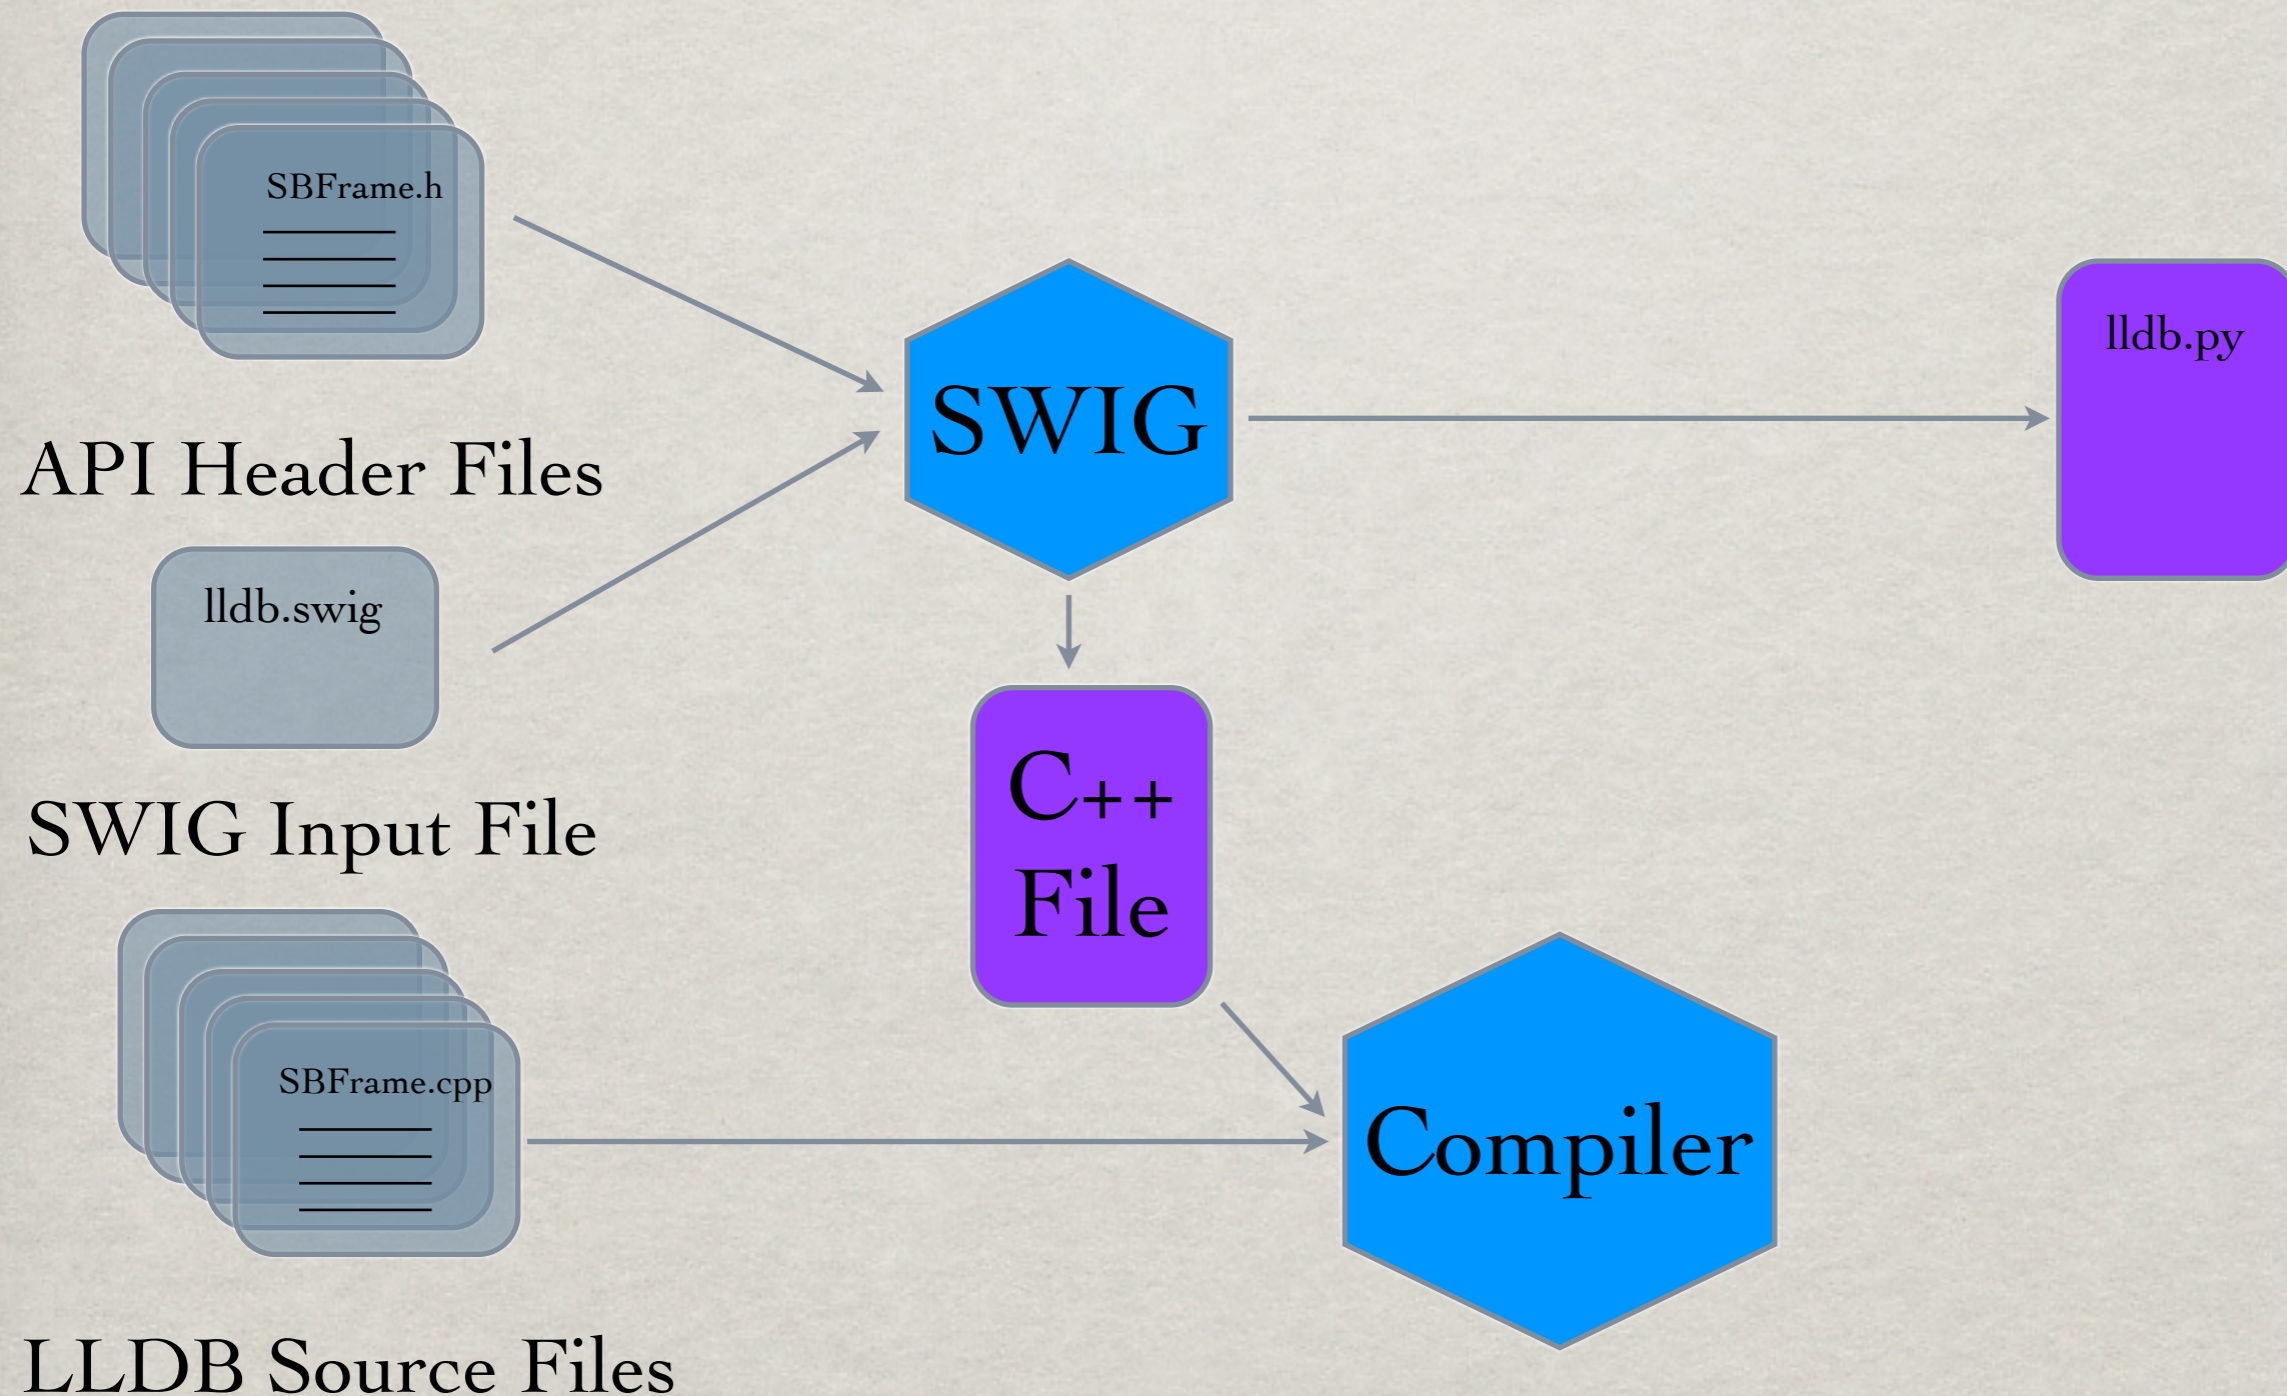 SBFrame.h
API Header Files
lldb.swig
SWIG Input File
SBFrame.cpp
LLDB Source Files
SWIG
C++
File
Compiler
lldb.py